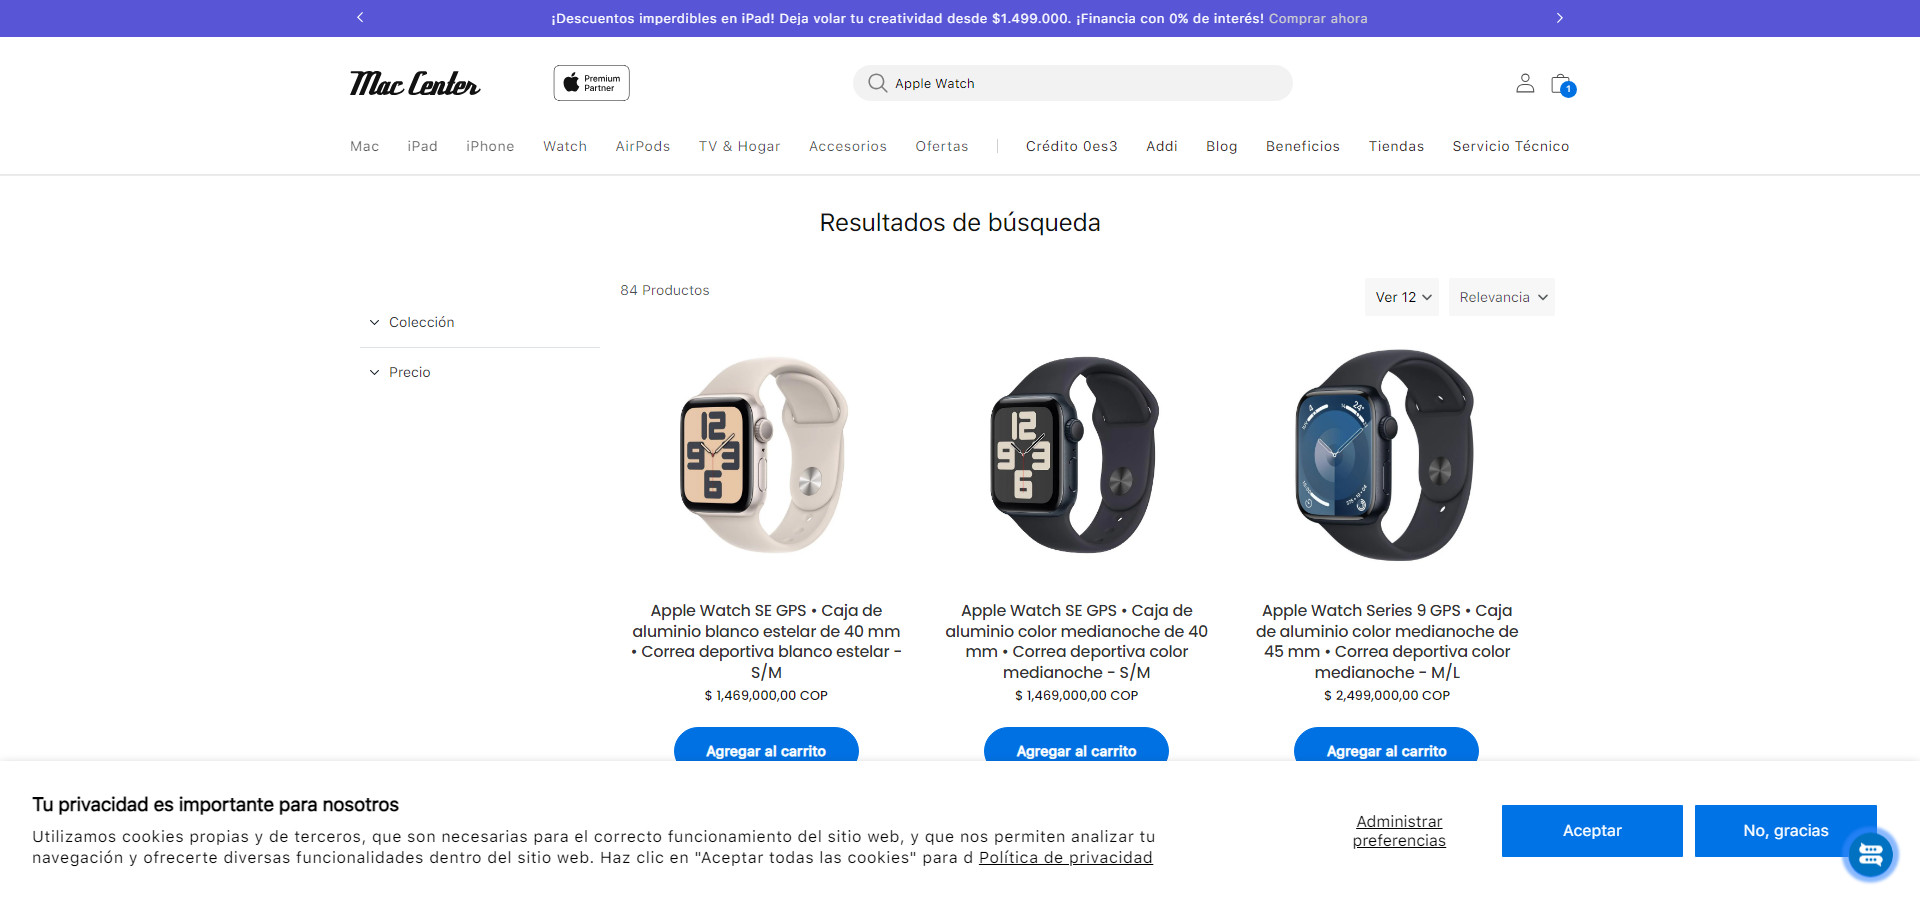 ¡Descuentos imperdibles en iPad! Deja volar tu creatividad desde $1.499.000. ¡Financia con 0% de interés! Comprar ahora
Mac Center
Premium
Partner
Apple Watch
1
Mac iPad iPhone Watch AirPods TV & Hogar Accesorios Ofertas Crédito 0es3 Addi Blog Beneficios Tiendas Servicio Técnico
Resultados de búsqueda
84 Productos
Ver 12
Relevancia
Colección
Precio
Apple Watch SE GPS • Caja de
aluminio blanco estelar de 40 mm
• Correa deportiva blanco estelar -
S/M
$ 1,469,000,00 COP
Agregar al carrito
Apple Watch SE GPS • Caja de
aluminio color medianoche de 40
mm • Correa deportiva color
medianoche - S/M
$ 1,469,000,00 COP
Agregar al carrito
Apple Watch Series 9 GPS • Caja
de aluminio color medianoche de
45 mm • Correa deportiva color
medianoche - M/L
$ 2,499,000,00 COP
Agregar al carrito
Tu privacidad es importante para nosotros
Utilizamos cookies propias y de terceros, que son necesarias para el correcto funcionamiento del sitio web, y que nos permiten analizar tu
navegación y ofrecerte diversas funcionalidades dentro del sitio web. Haz clic en "Aceptar todas las cookies" para d Política de privacidad
Administrar
preferencias
Aceptar
No, gracias